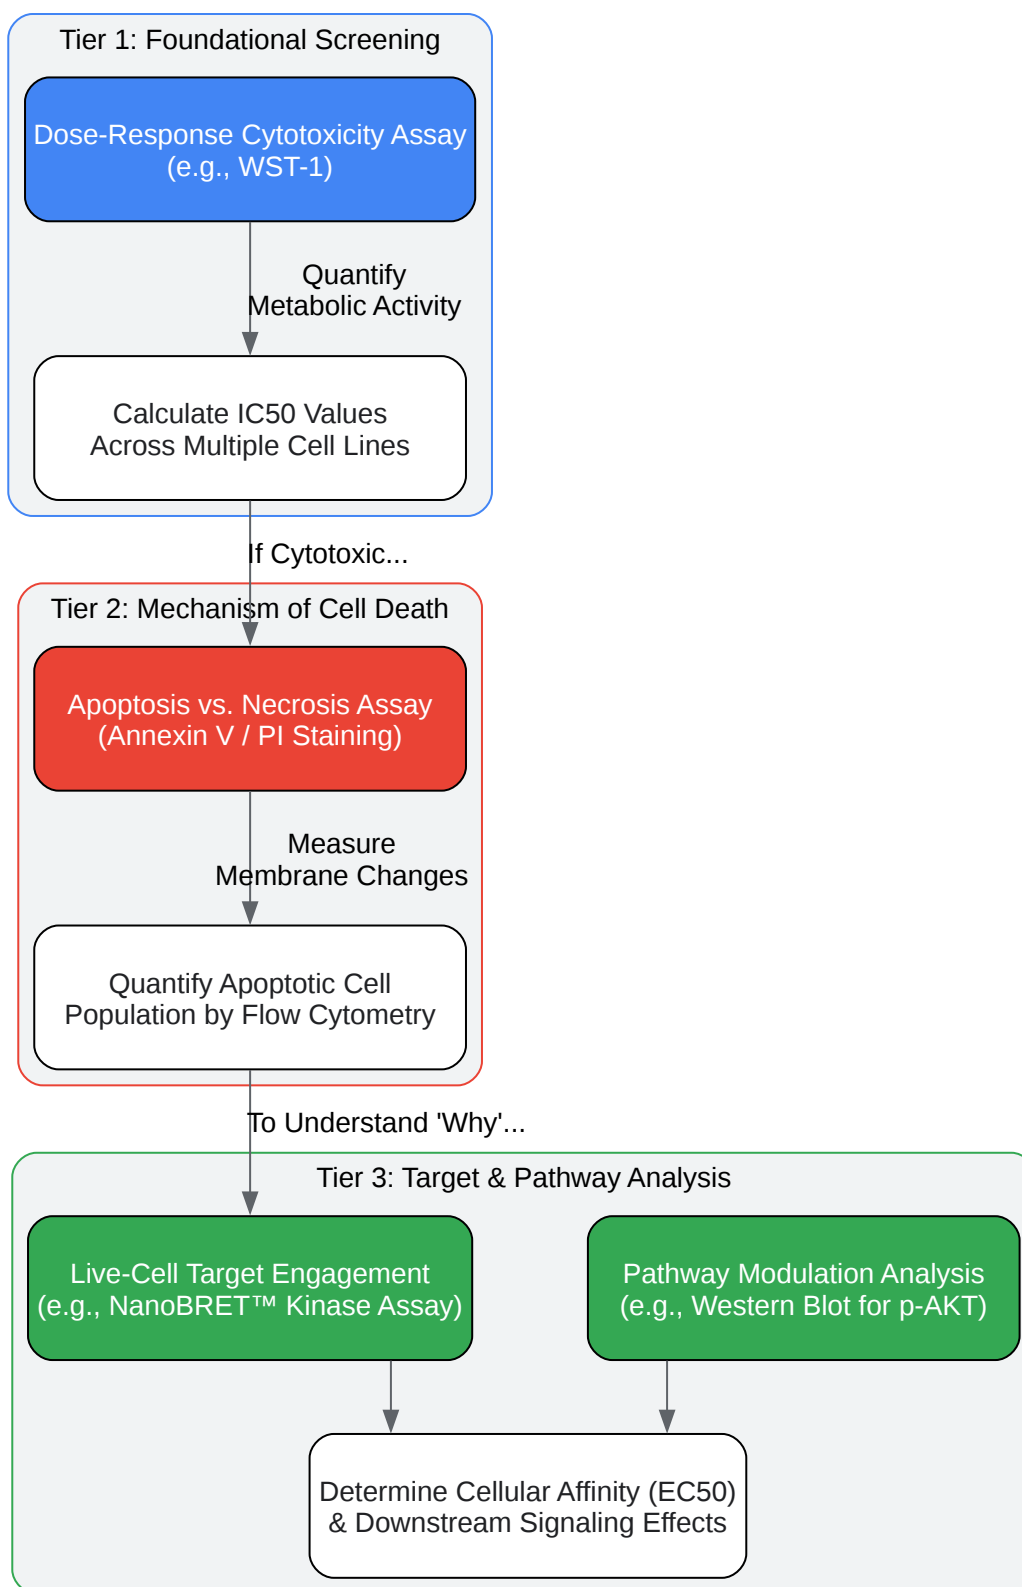 Tier 1: Foundational Screening
Dose-Response Cytotoxicity Assay
(e.g., WST-1)
Quantify
Metabolic Activity
Calculate IC50 Values
Across Multiple Cell Lines
If Cytotoxic...
Tier 2: Mechanism of Cell Death
Apoptosis vs. Necrosis Assay
(Annexin V / PI Staining)
Measure
Membrane Changes
Quantify Apoptotic Cell
Population by Flow Cytometry
To Understand 'Why'...
Tier 3: Target & Pathway Analysis
Live-Cell Target Engagement
(e.g., NanoBRET™ Kinase Assay)
Pathway Modulation Analysis
(e.g., Western Blot for p-AKT)
Determine Cellular Affinity (EC50)
& Downstream Signaling Effects